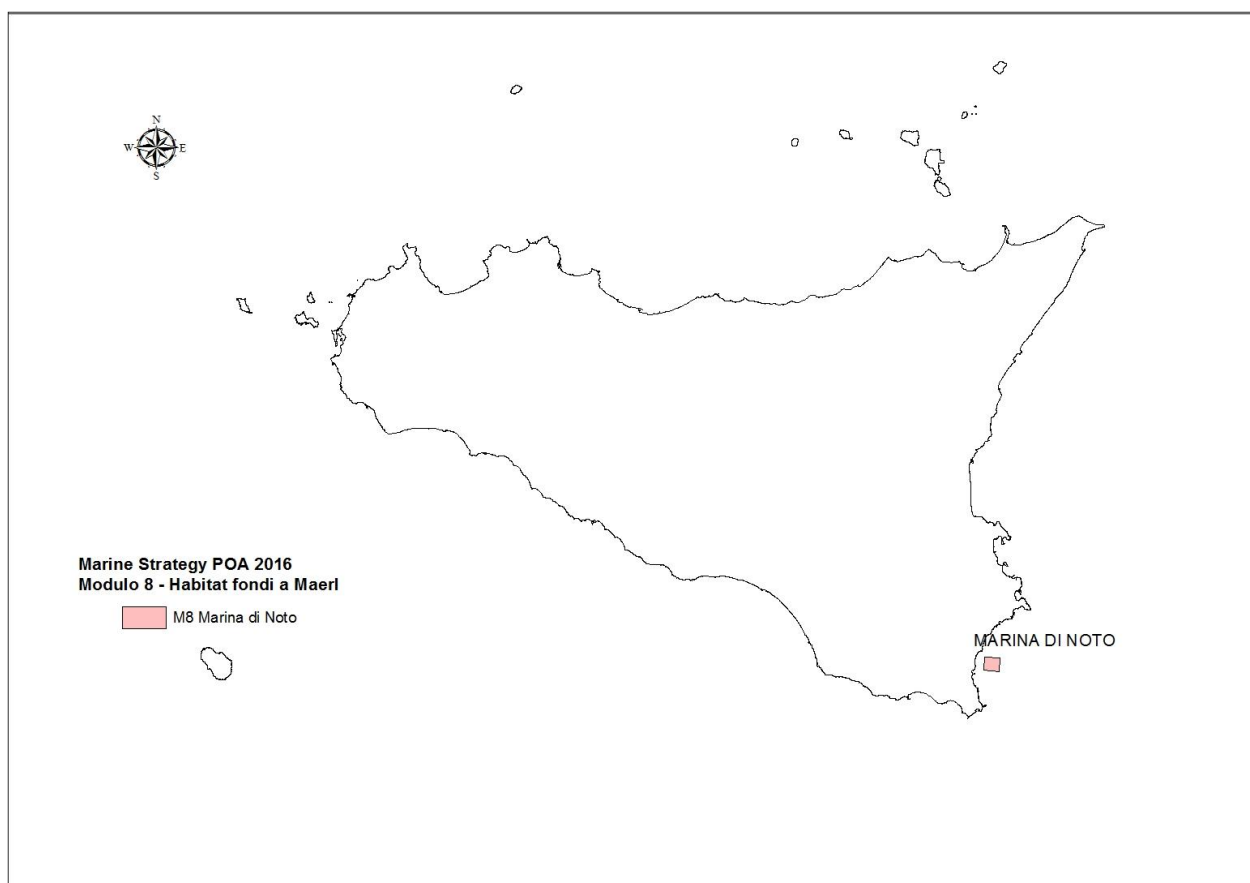 N
W E
S
Marine Strategy POA 2016
Modulo 8 - Habitat fondi a Maerl
M8 Marina di Noto
MARINA DI NOTO